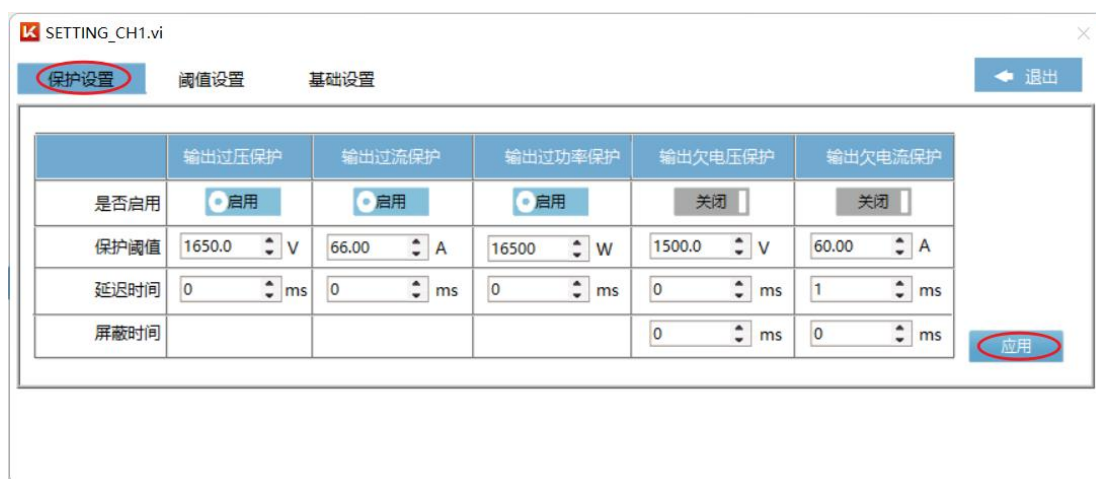 SETTING_CH1.vi
保护设置 阈值设置 基础设置 退出
输出过压保护 输出过流保护 输出过功率保护 输出欠电压保护 输出欠电流保护
是否启用 启用 启用 启用 关闭 关闭
保护阈值 1650.0 V 66.00 A 16500 W 1500.0 V 60.00 A
延迟时间 0 ms 0 ms 0 ms 0 ms 1 ms
屏蔽时间 0 ms 0 ms
应用